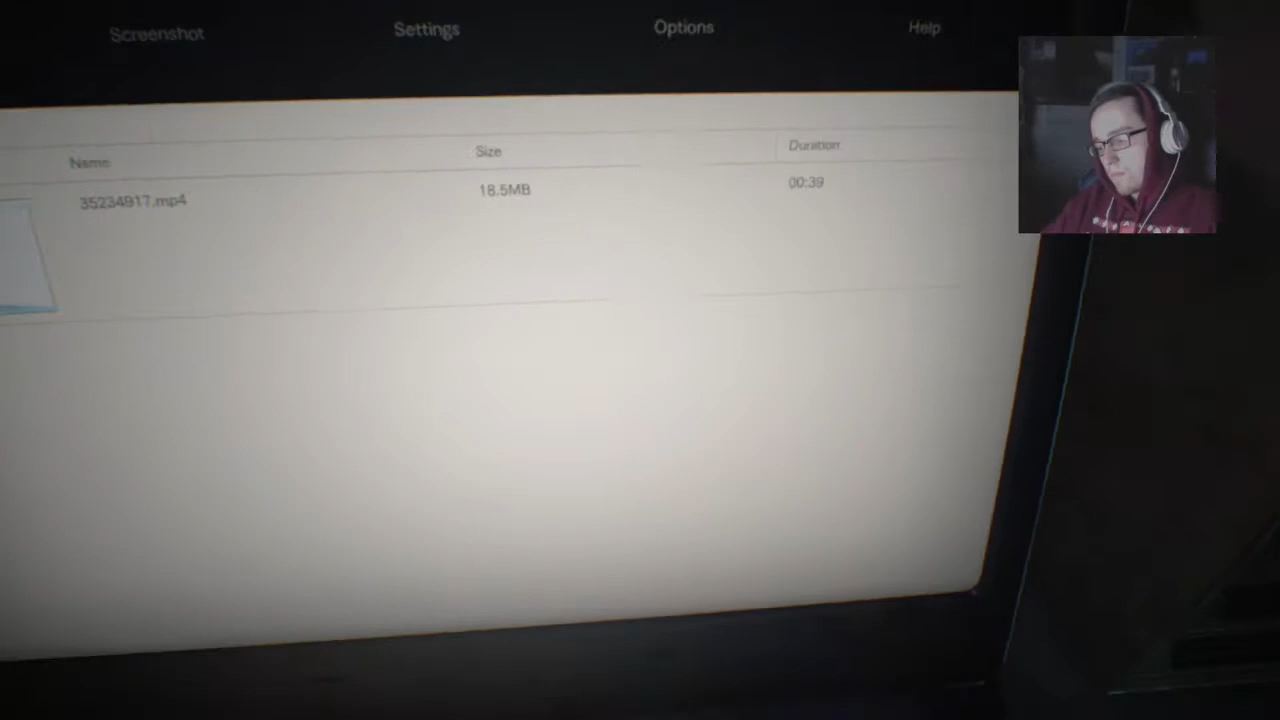 Screenshot Settings Options Help
Name Size Duration
35234917.mp4 18.5MB 00:39